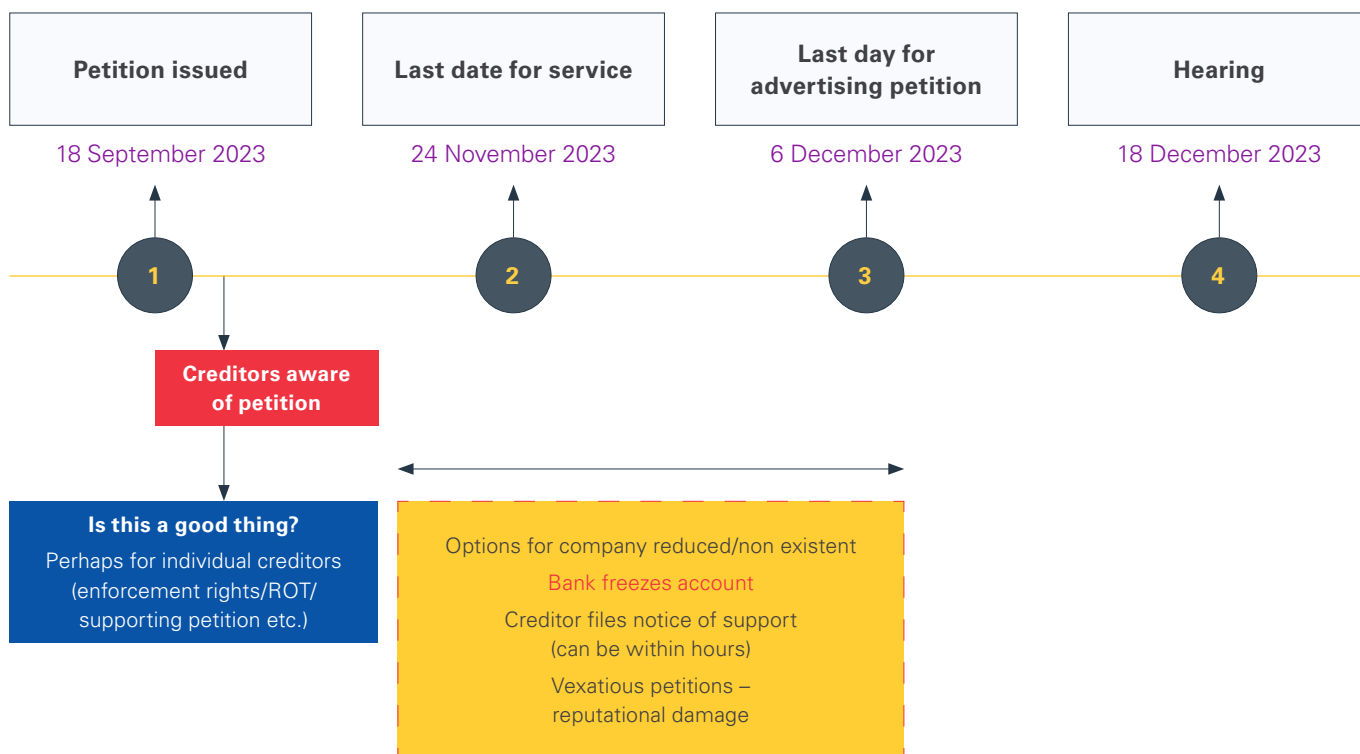 Petition issued
Last date for service
Last day for
advertising petition
Hearing
18 September 2023
24 November 2023
6 December 2023
18 December 2023
1
2
3
4
Creditors aware
of petition
Is this a good thing?
Perhaps for individual creditors
(enforcement rights/ROT/
supporting petition etc.)
Options for company reduced/non existent
Bank freezes account
Creditor files notice of support
(can be within hours)
Vexatious petitions –
reputational damage